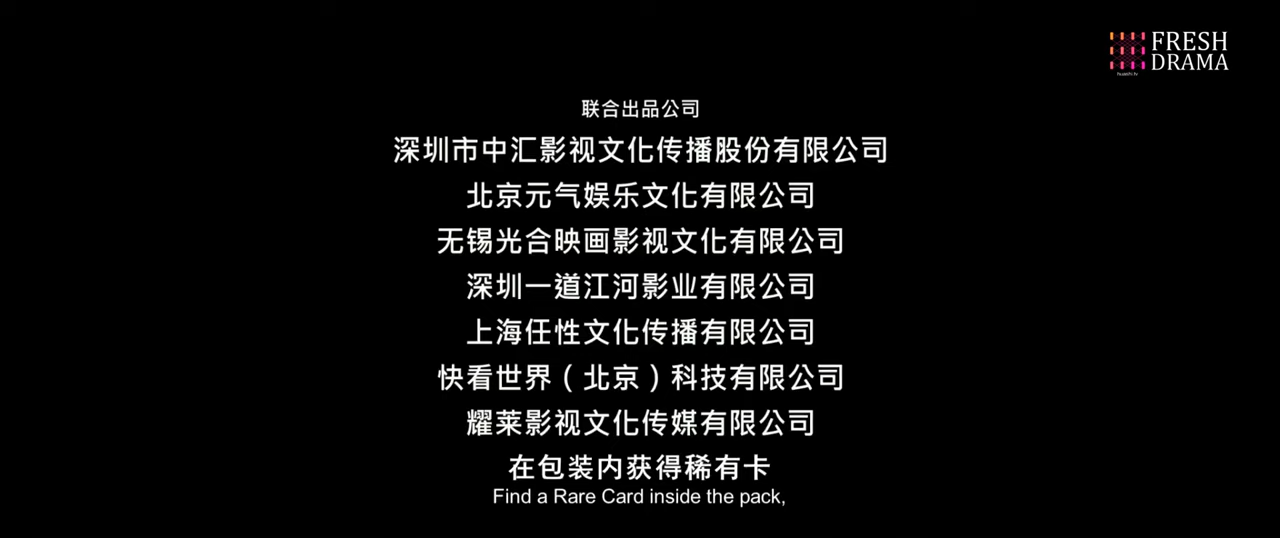 FRESH
DRAMA
联合出品公司
深圳市中汇影视文化传播股份有限公司
北京元气娱乐文化有限公司
无锡光合映画影视文化有限公司
深圳一道江河影业有限公司
上海任性文化传播有限公司
快看世界（北京）科技有限公司
耀莱影视文化传媒有限公司
在包装内获得稀有卡
Find a Rare Card inside the pack,